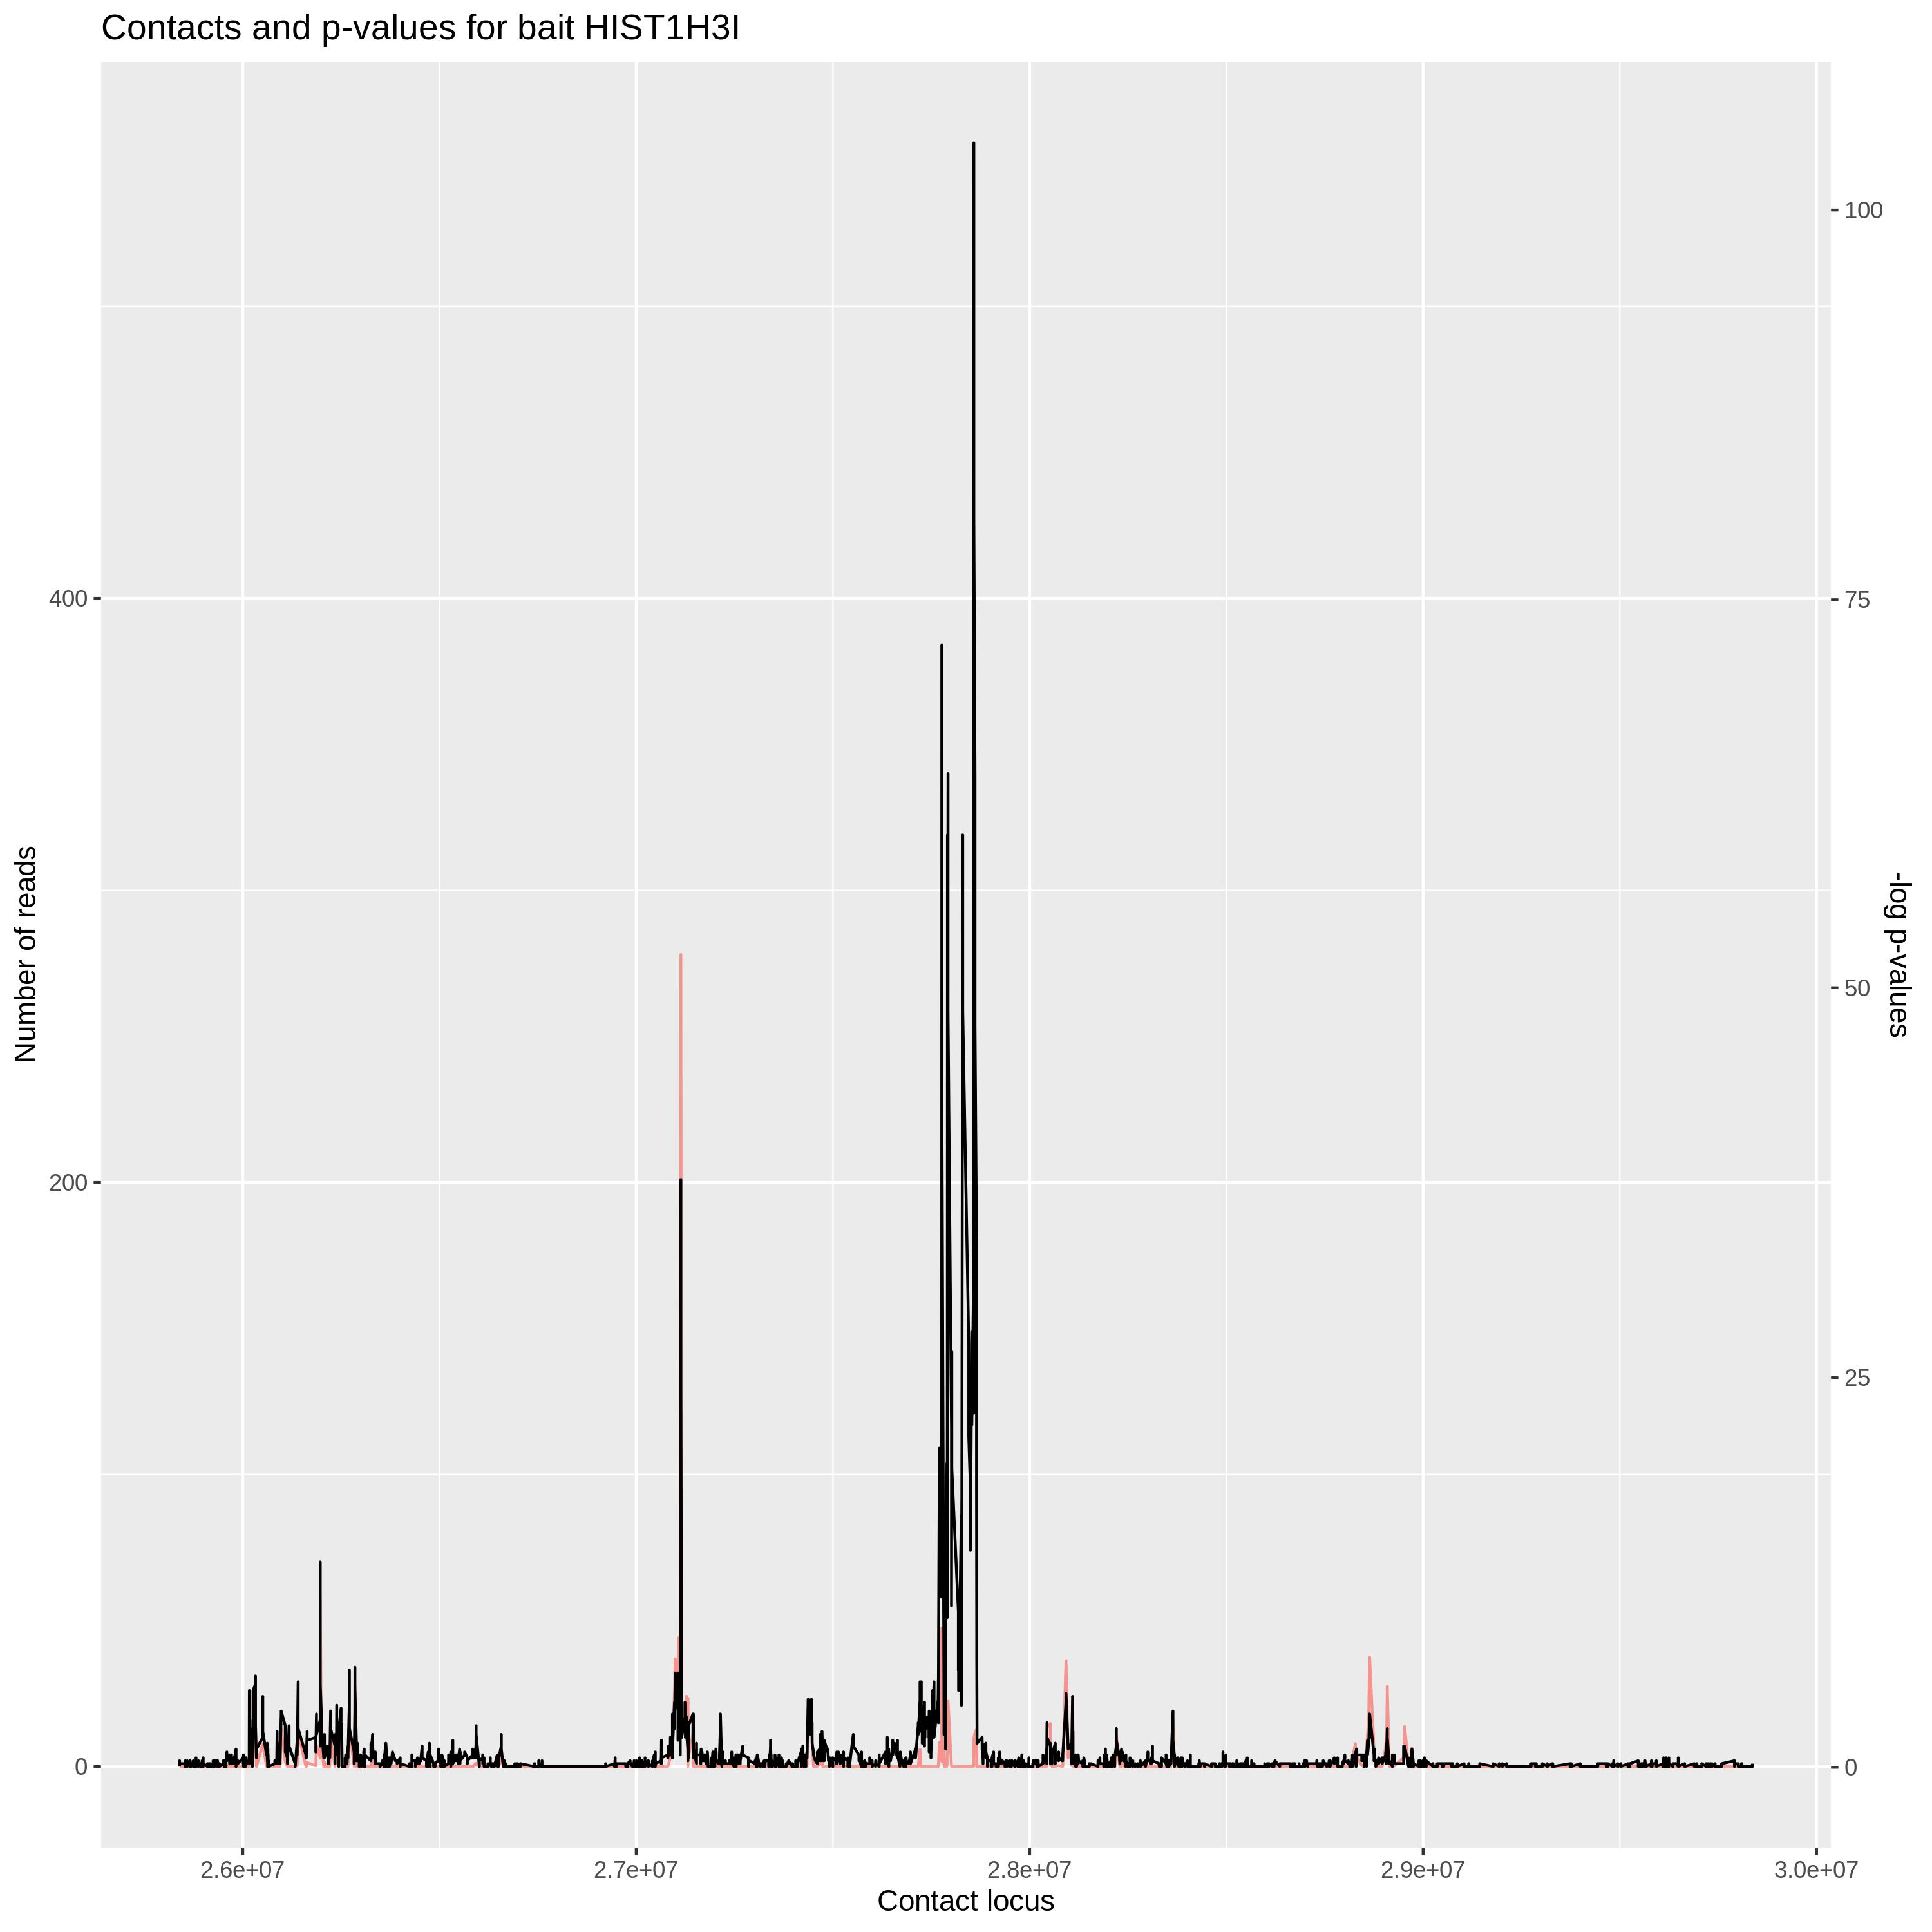 Contacts and p-values for bait HIST1H3I
Number of reads
400
200
0
100
75
50
25
0
-log p-values
2.6e+07 2.7e+07 2.8e+07 2.9e+07 3.0e+07
Contact locus